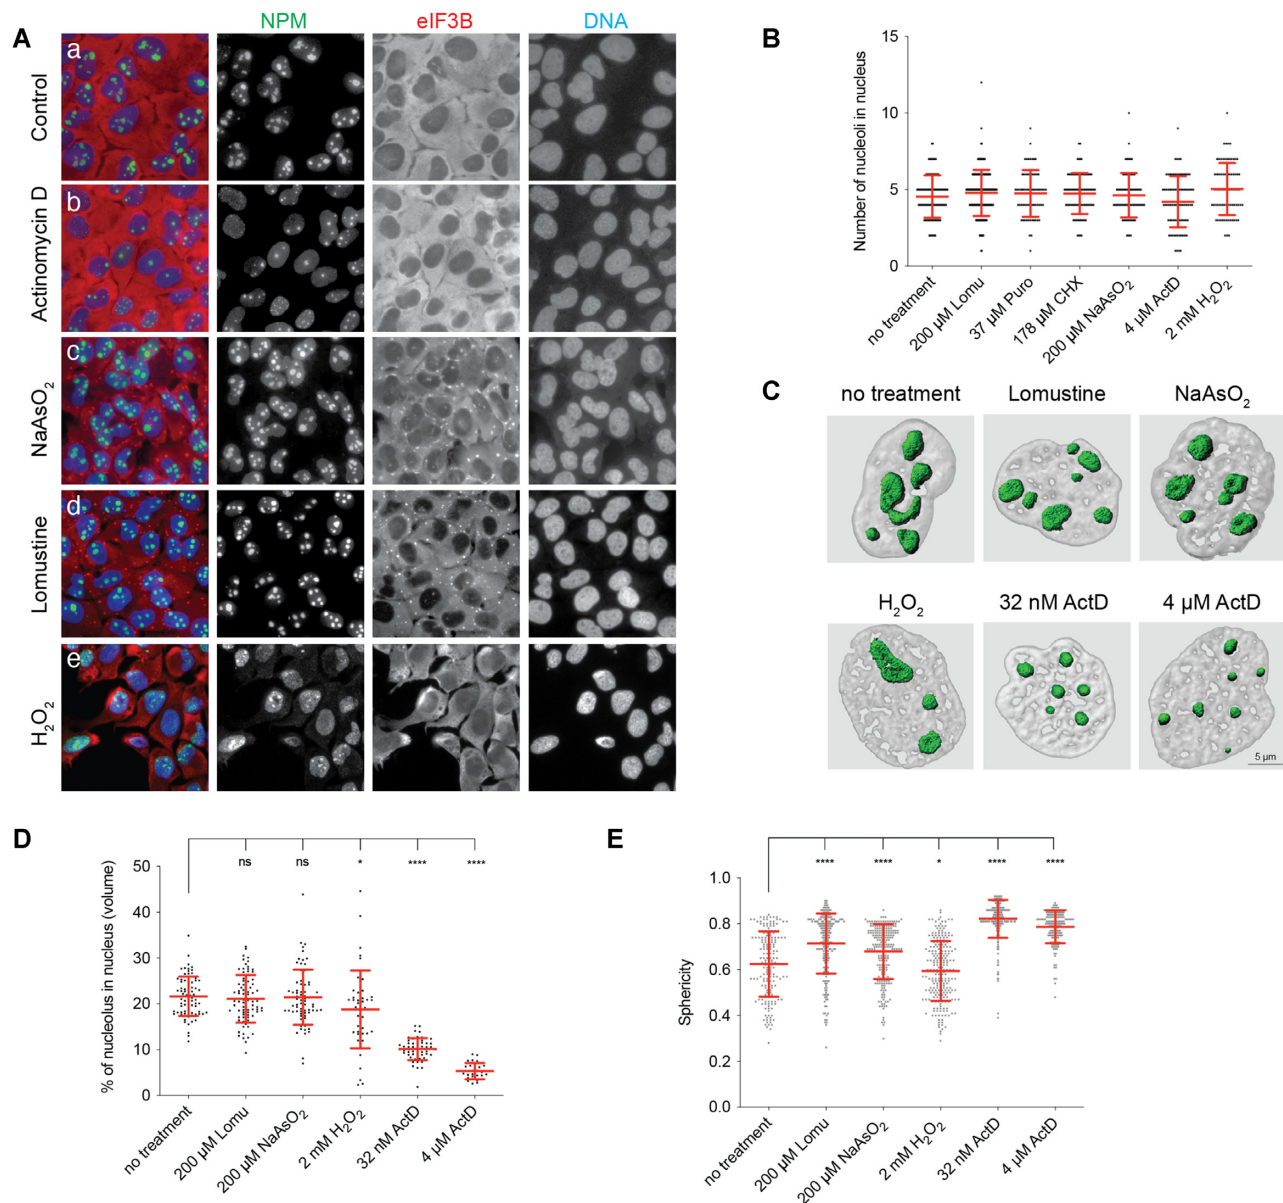 A
NPM
eIF3B
DNA
a
Control
b
Actinomycin D
c
NaAsO₂
d
Lomustine
e
H₂O₂
B
Number of nucleoli in nucleus
15
10
5
0
no treatment
200 µM Lomu
37 µM Puro
178 µM CHX
200 µM NaAsO₂
4 µM ActD
2 mM H₂O₂
C
no treatment
Lomustine
NaAsO₂
H₂O₂
32 nM ActD
4 µM ActD
5 µm
D
ns
ns
*
****
****
% of nucleolus in nucleus (volume)
50
40
30
20
10
0
no treatment
200 µM Lomu
200 µM NaAsO₂
2 mM H₂O₂
32 nM ActD
4 µM ActD
E
****
****
*
****
****
Sphericity
1.0
0.8
0.6
0.4
0.2
0.0
no treatment
200 µM Lomu
200 µM NaAsO₂
2 mM H₂O₂
32 nM ActD
4 µM ActD